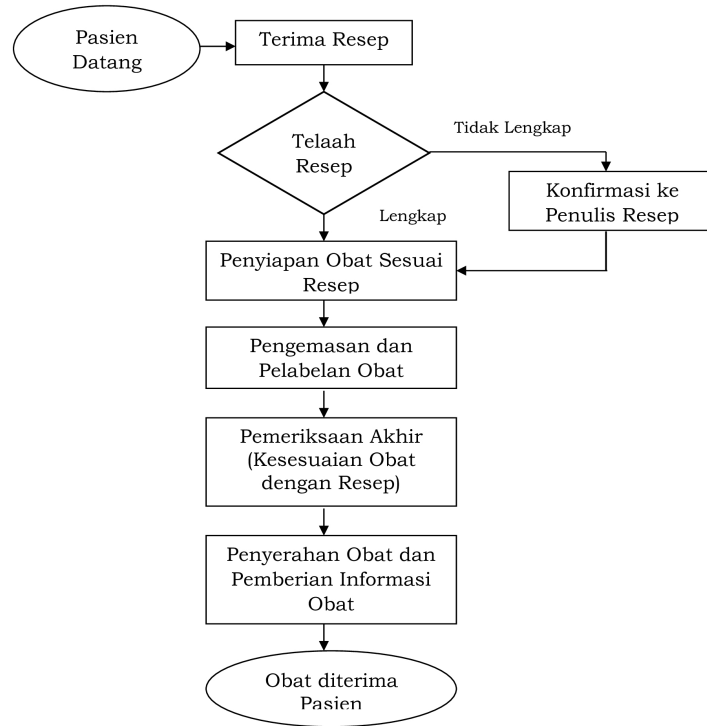 Pasien
Datang
Terima Resep
Telaah
Resep
Tidak Lengkap
Konfirmasi ke
Penulis Resep
Lengkap
Penyiapan Obat Sesuai
Resep
Pengemasan dan
Pelabelan Obat
Pemeriksaan Akhir
(Kesesuaian Obat
dengan Resep)
Penyerahan Obat dan
Pemberian Informasi
Obat
Obat diterima
Pasien